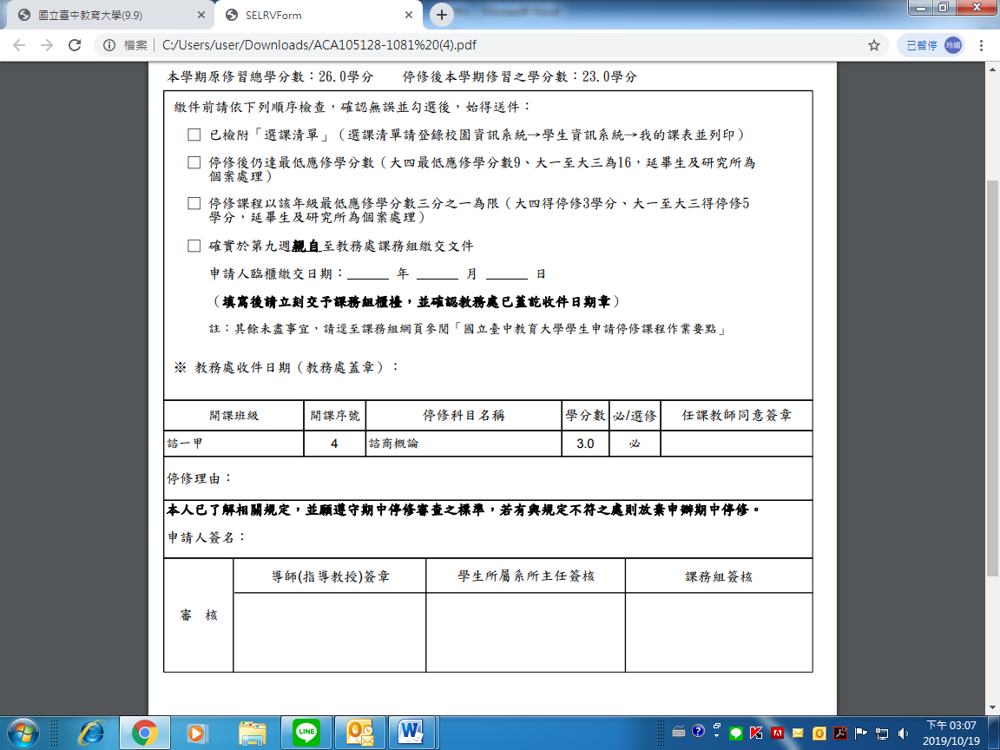 國立臺中教育大學(9.9)
SELRVForm
檔案
C:/Users/user/Downloads/ACA105128-1081%20(4).pdf
已暫停
玲媚
本學期原修習總學分數：26.0學分 停修後本學期修習之學分數：23.0學分
繳件前請依下列順序檢查，確認無誤並勾選後，始得送件：
□ 已檢附「選課清單」（選課清單請登錄校園資訊系統→學生資訊系統→我的課表並列印）
□ 停修後仍達最低應修學分數（大四最低應修學分數9、大一至大三為16，延畢生及研究所為
個案處理）
□ 停修課程以該年級最低應修學分數三分之一為限（大四得停修3學分、大一至大三得停修5
學分，延畢生及研究所為個案處理）
□ 確實於第九週親自至教務處課務組繳交文件
申請人臨櫃繳交日期：______ 年 ______ 月 ______ 日
（填寫後請立刻交予課務組櫃檯，並確認教務處已蓋訖收件日期章）
註：其餘未盡事宜，請逕至課務組網頁參閱「國立臺中教育大學學生申請停修課程作業要點」
※ 教務處收件日期（教務處蓋章）：
開課班級 開課序號 停修科目名稱 學分數 必/選修 任課教師同意簽章
諮一甲 4 諮商概論 3.0 必
停修理由：
本人已了解相關規定，並願遵守期中停修審查之標準，若有與規定不符之處則放棄申辦期中停修。
申請人簽名：
審 核
導師(指導教授)簽章 學生所屬系所主任簽核 課務組簽核
LINE
下午 03:07
2019/10/19